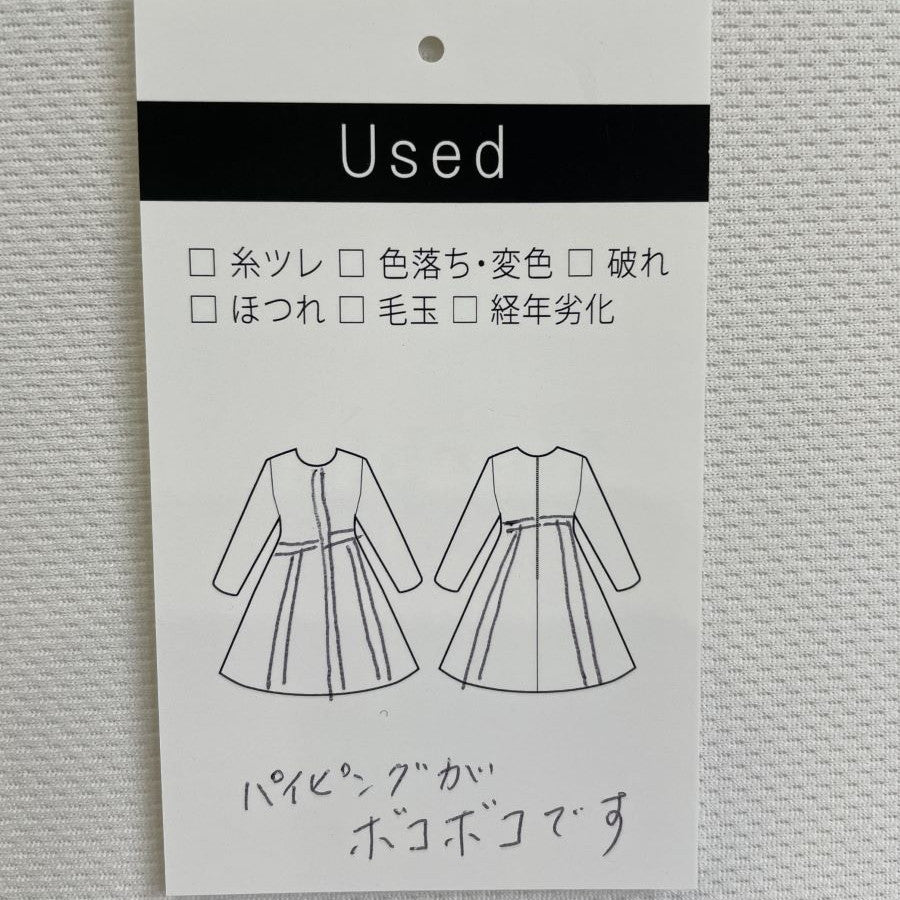 Used
□ 糸ツレ □ 色落ち・変色 □ 破れ
□ ほつれ □ 毛玉 □ 経年劣化
パイピングが
ボコボコです